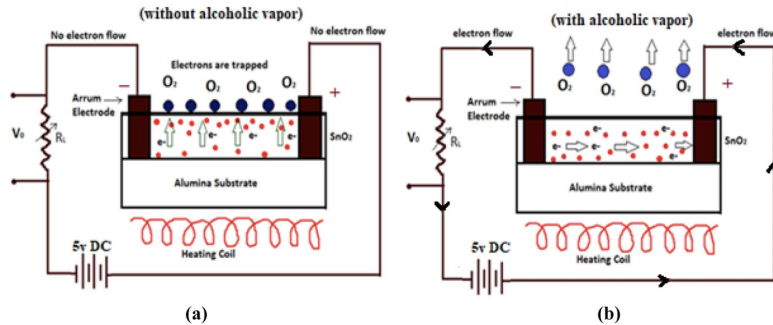 (without alcoholic vapor)
No electron flow
No electron flow
Electrons are trapped
O₂ O₂ O₂ O₂ O₂
−
+
Arrum
Electrode
V₀
R L
e- e- e- e-
SnO₂
Alumina Substrate
5v DC
Heating Coil
(a)
(with alcoholic vapor)
electron flow
electron flow
O₂ O₂ O₂ O₂
−
+
Arrum
Electrode
V₀
R L
e- e- e- e- e-
SnO₂
Alumina Substrate
5v DC
Heating Coil
(b)